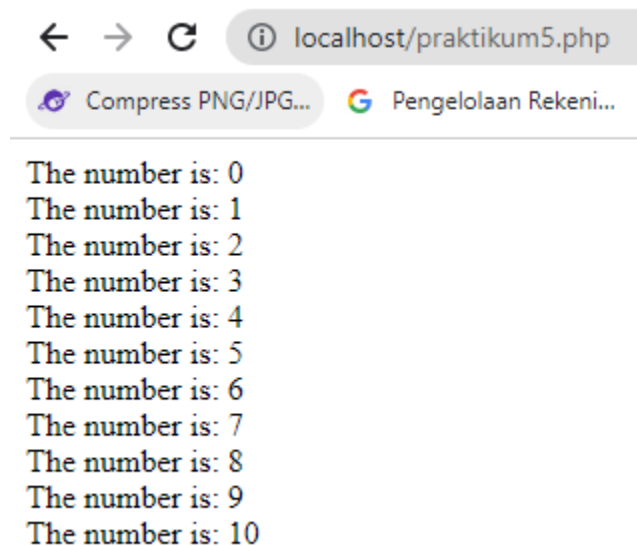 localhost/praktikum5.php
Compress PNG/JPG... Pengelolaan Rekeni...
The number is: 0
The number is: 1
The number is: 2
The number is: 3
The number is: 4
The number is: 5
The number is: 6
The number is: 7
The number is: 8
The number is: 9
The number is: 10